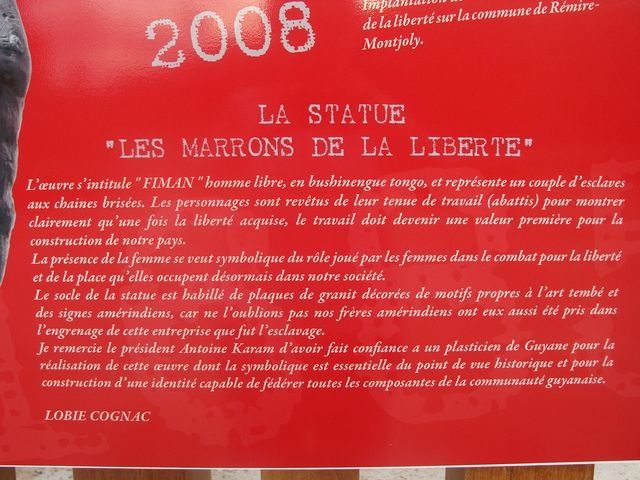 2008
de la liberté sur la commune de Rémire-
Montjoly.
LA STATUE
"LES MARRONS DE LA LIBERTE"
L'œuvre s'intitule "FIMAN" homme libre, en bushinengue tongo, et représente un couple d'esclaves
aux chaines brisées. Les personnages sont revêtus de leur tenue de travail (abattis) pour montrer
clairement qu'une fois la liberté acquise, le travail doit devenir une valeur première pour la
construction de notre pays.
La présence de la femme se veut symbolique du rôle joué par les femmes dans le combat pour la liberté
et de la place qu'elles occupent désormais dans notre société.
Le socle de la statue est habillé de plaques de granit décorées de motifs propres à l'art tembé et
des signes amérindiens, car ne l'oublions pas nos frères amérindiens ont eux aussi été pris dans
l'engrenage de cette entreprise que fut l'esclavage.
Je remercie le président Antoine Karam d'avoir fait confiance a un plasticien de Guyane pour la
réalisation de cette œuvre dont la symbolique est essentielle du point de vue historique et pour la
construction d'une identité capable de fédérer toutes les composantes de la communauté guyanaise.
LOBIE COGNAC